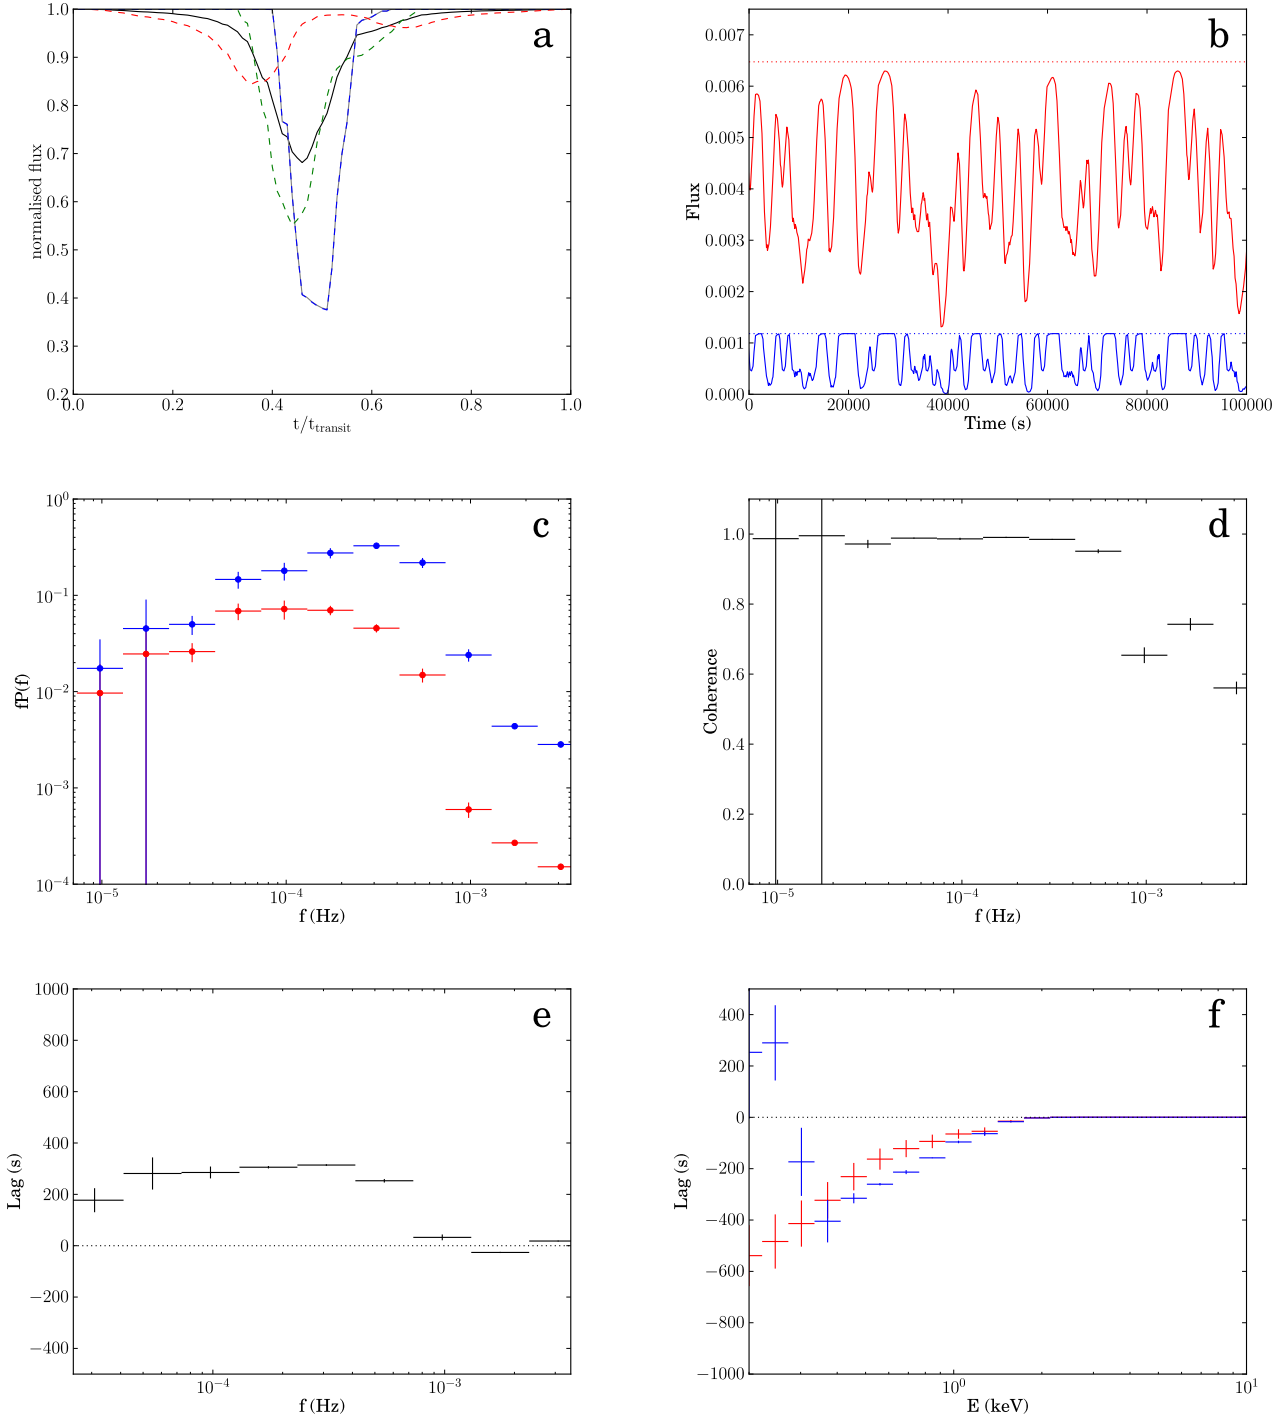 a
1.0
0.9
0.8
0.7
0.6
0.5
0.4
0.3
0.2
normalised flux
0.0 0.2 0.4 0.6 0.8 1.0
t/t_transit
b
0.007
0.006
0.005
0.004
0.003
0.002
0.001
0.000
Flux
0 20000 40000 60000 80000 100000
Time (s)
c
10^0
10^-1
10^-2
10^-3
10^-4
fP(f)
10^-5 10^-4 10^-3
f (Hz)
d
1.0
0.8
0.6
0.4
0.2
0.0
Coherence
10^-5 10^-4 10^-3
f (Hz)
e
1000
800
600
400
200
0
−200
−400
Lag (s)
10^-4 10^-3
f (Hz)
f
400
200
0
−200
−400
−600
−800
−1000
Lag (s)
10^0 10^1
E (keV)